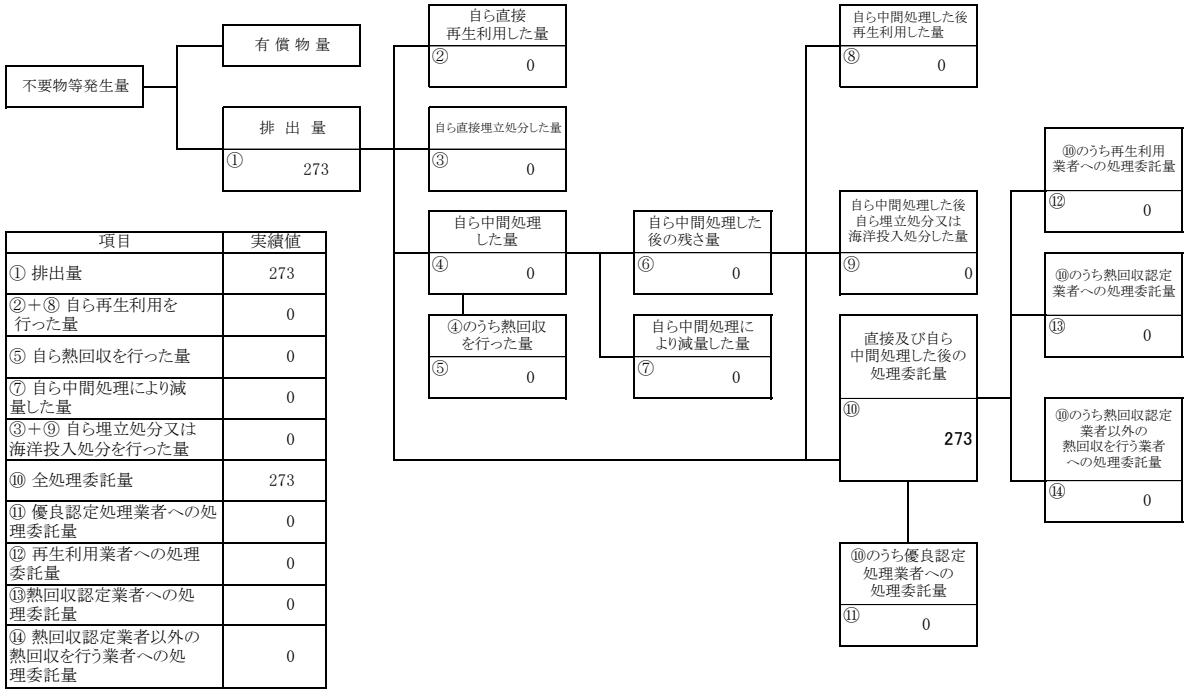 自ら直接
再生利用した量
②
0
自ら中間処理した後
再生利用した量
⑧
0
有 償 物 量
不要物等発生量
排 出 量
①
273
自ら直接埋立処分した量
③
0
⑩のうち再生利用
業者への処理委託量
⑫
0
自ら中間処理
した量
④
0
自ら中間処理した
後の残さ量
⑥
0
自ら中間処理した後
自ら埋立処分又は
海洋投入処分した量
⑨
0
⑩のうち熱回収認定
業者への処理委託量
⑬
0
④のうち熱回収
を行った量
⑤
0
自ら中間処理に
より減量した量
⑦
0
直接及び自ら
中間処理した後の
処理委託量
⑩
273
⑩のうち熱回収認定
業者以外の
熱回収を行う業者
への処理委託量
⑭
0
⑩のうち優良認定
処理業者への
処理委託量
⑪
0
項目 実績値
① 排出量 273
②+⑧ 自ら再生利用を
行った量 0
⑤ 自ら熱回収を行った量 0
⑦ 自ら中間処理により減
量した量 0
③+⑨ 自ら埋立処分又は
海洋投入処分を行った量 0
⑩ 全処理委託量 273
⑪ 優良認定処理業者への処
理委託量 0
⑫ 再生利用業者への処理
委託量 0
⑬熱回収認定業者への処
理委託量 0
⑭ 熱回収認定業者以外の
熱回収を行う業者への処
理委託量 0